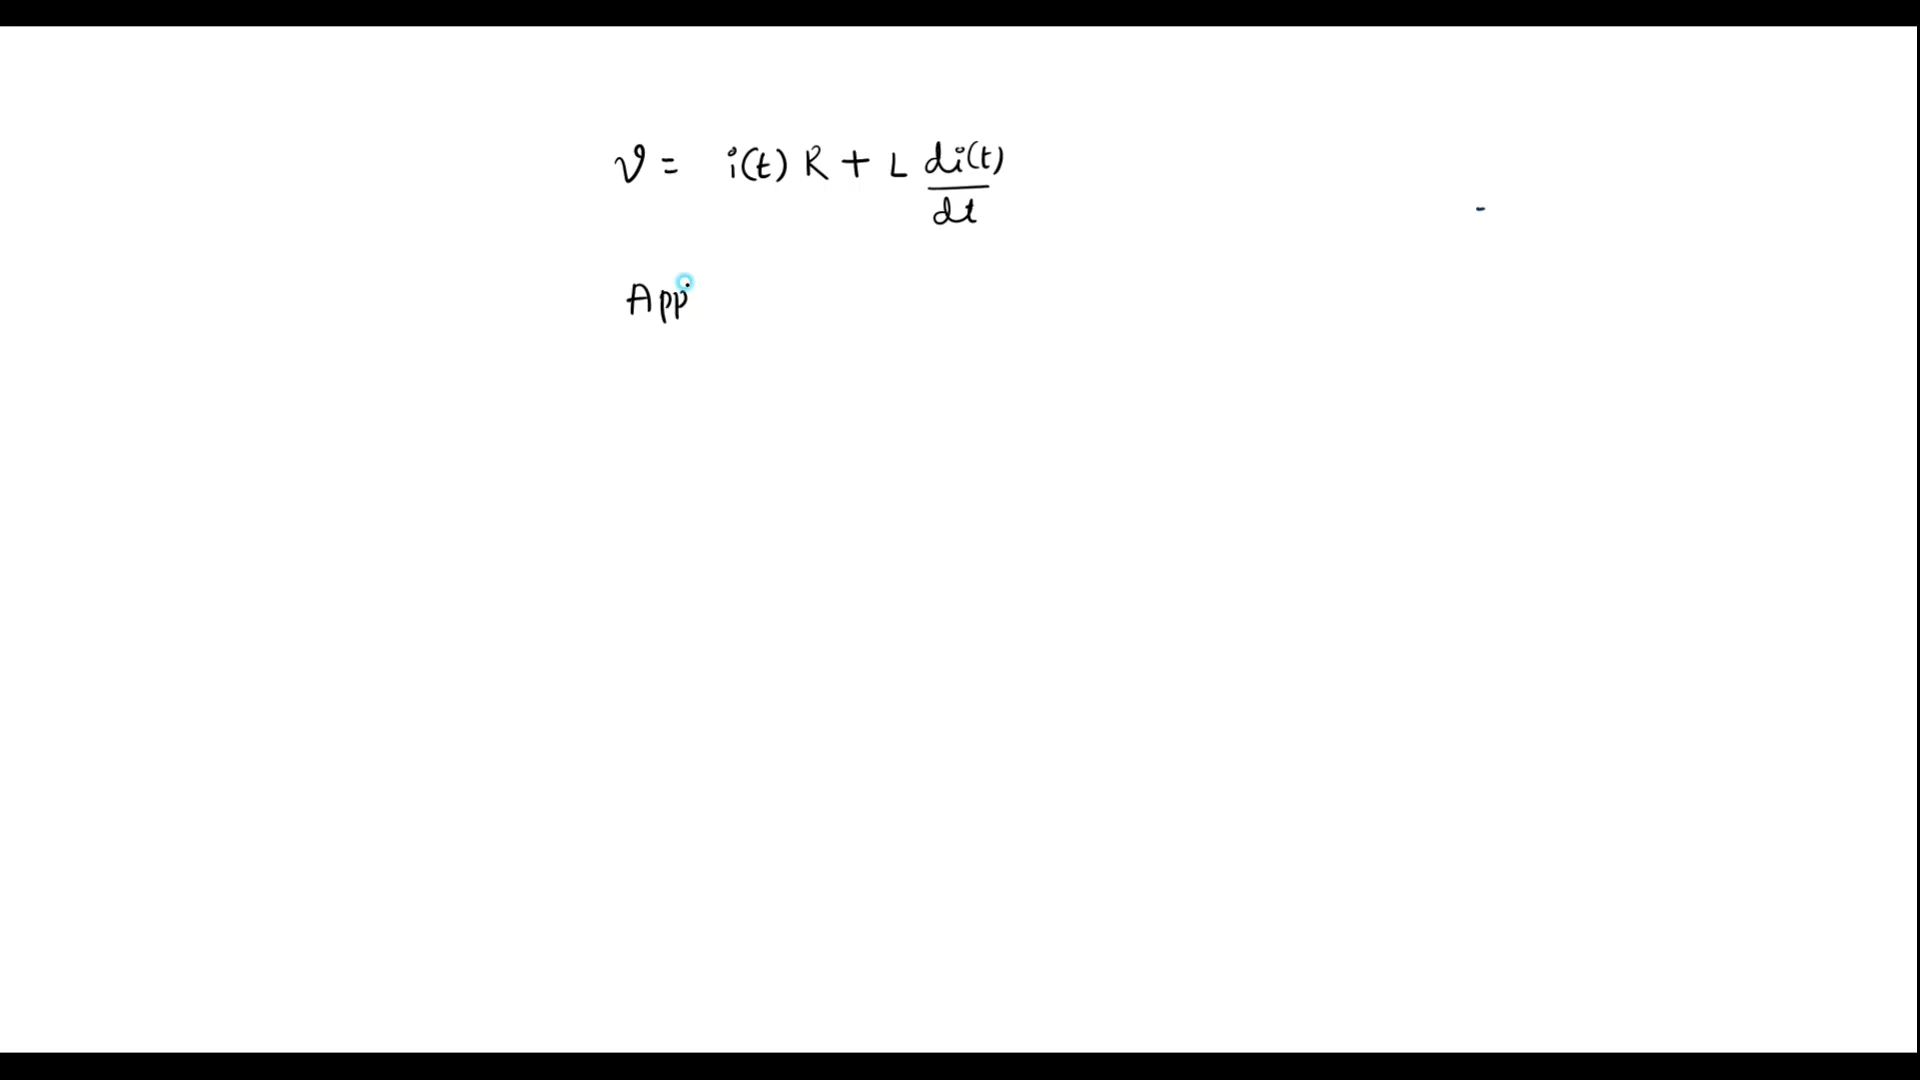 v = i(t) R + L di(t)/dt
App